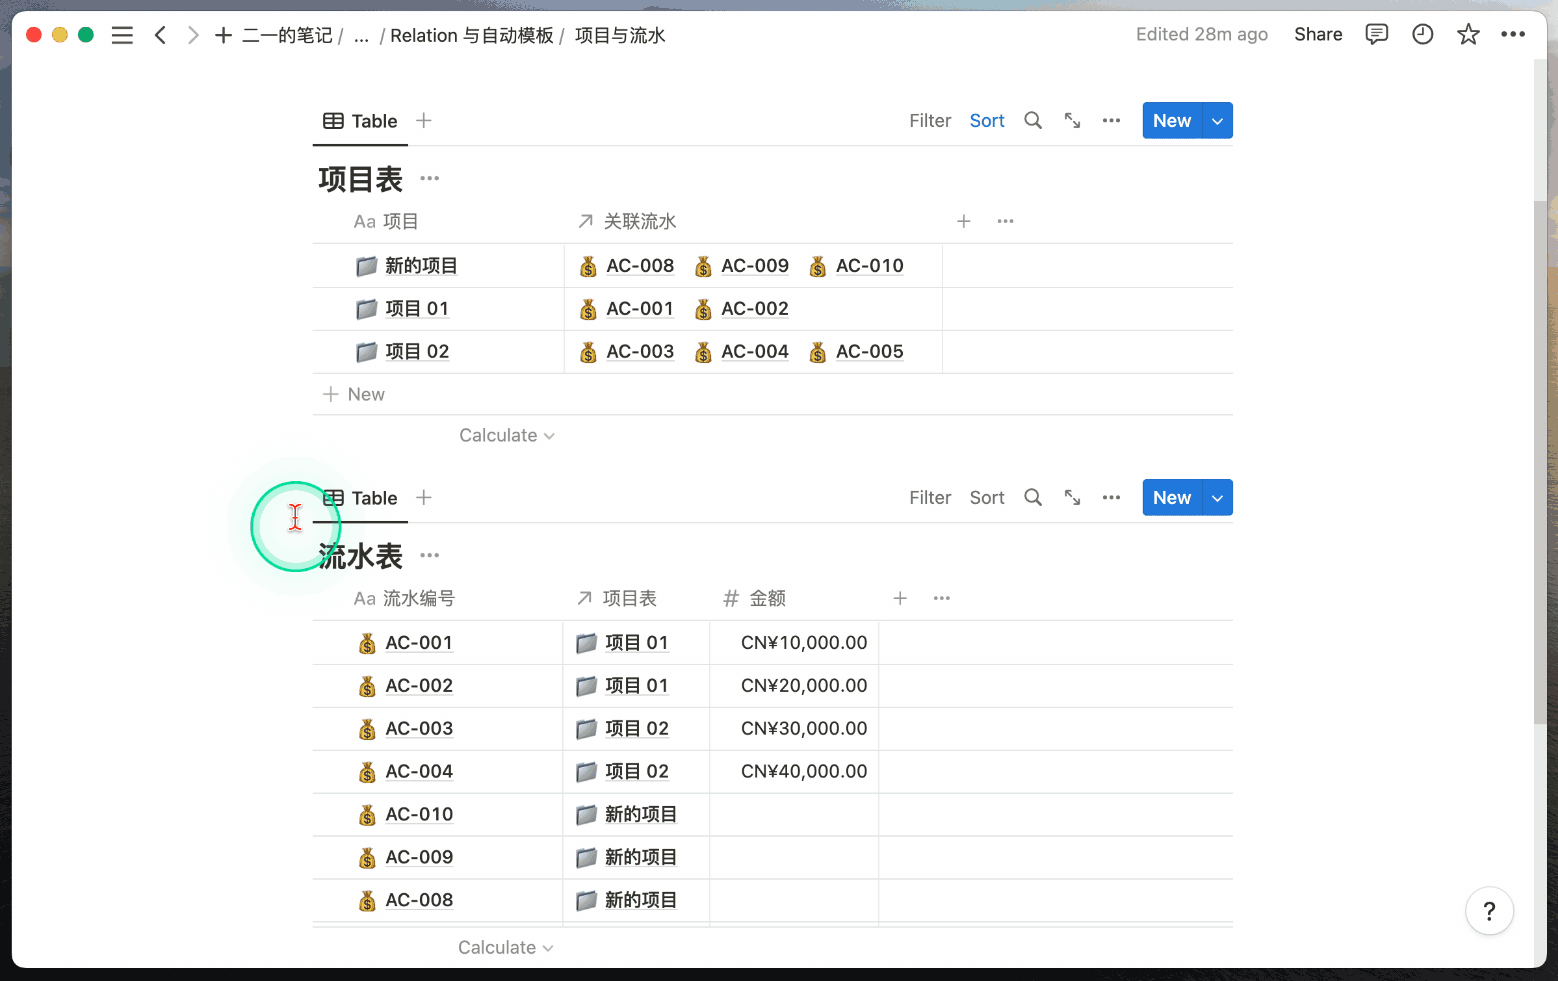 二一的笔记 / ... / Relation 与自动模板 / 项目与流水 Edited 28m ago Share
Table Filter Sort New
项目表
Aa 项目 关联流水
新的项目 AC-008 AC-009 AC-010
项目 01 AC-001 AC-002
项目 02 AC-003 AC-004 AC-005
New
Calculate
Table Filter Sort New
流水表
Aa 流水编号 项目表 # 金额
AC-001 项目 01 CN¥10,000.00
AC-002 项目 01 CN¥20,000.00
AC-003 项目 02 CN¥30,000.00
AC-004 项目 02 CN¥40,000.00
AC-010 新的项目
AC-009 新的项目
AC-008 新的项目
?
Calculate